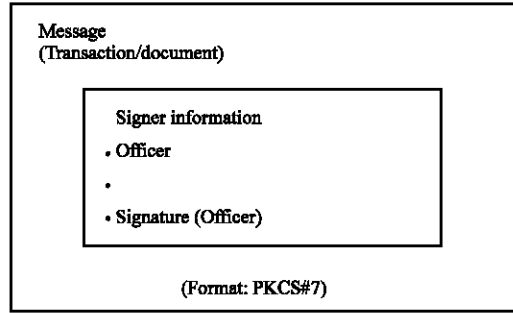 Message
(Transaction/document)
Signer information
• Officer
•
• Signature (Officer)
(Format: PKCS#7)